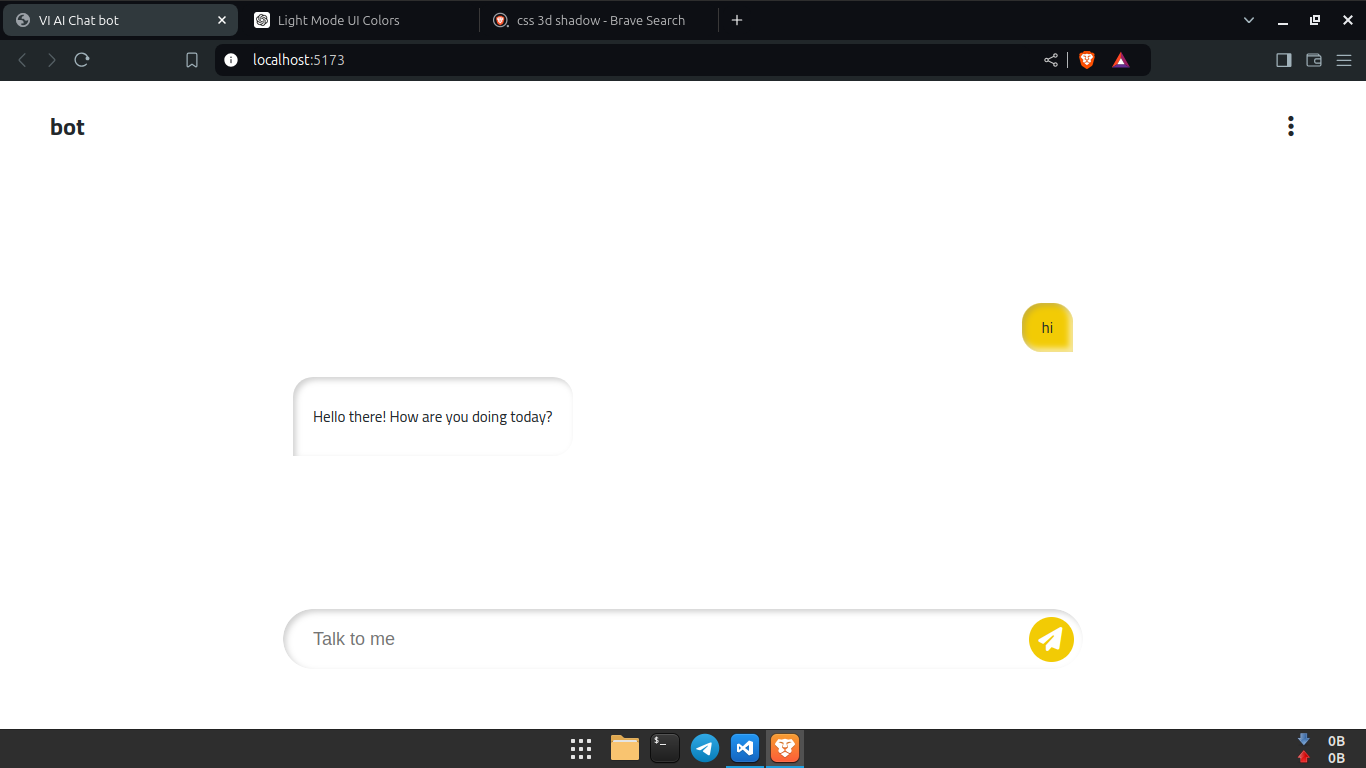 VI AI Chat bot
Light Mode UI Colors
css 3d shadow - Brave Search
localhost:5173
bot
hi
Hello there! How are you doing today?
Talk to me
$_
0B
0B